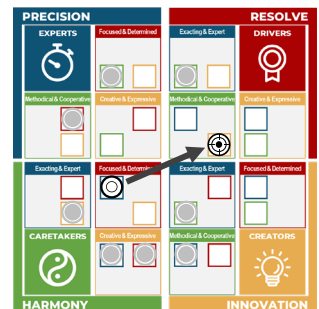 PRECISION RESOLVE
EXPERTS Focused & Determined Exacting & Expert DRIVERS
Methodical & Cooperative Creative & Expressive Methodical & Cooperative Creative & Expressive
Exacting & Expert Focused & Determined Exacting & Expert Focused & Determined
CARETAKERS Creative & Expressive Methodical & Cooperative CREATORS
HARMONY INNOVATION